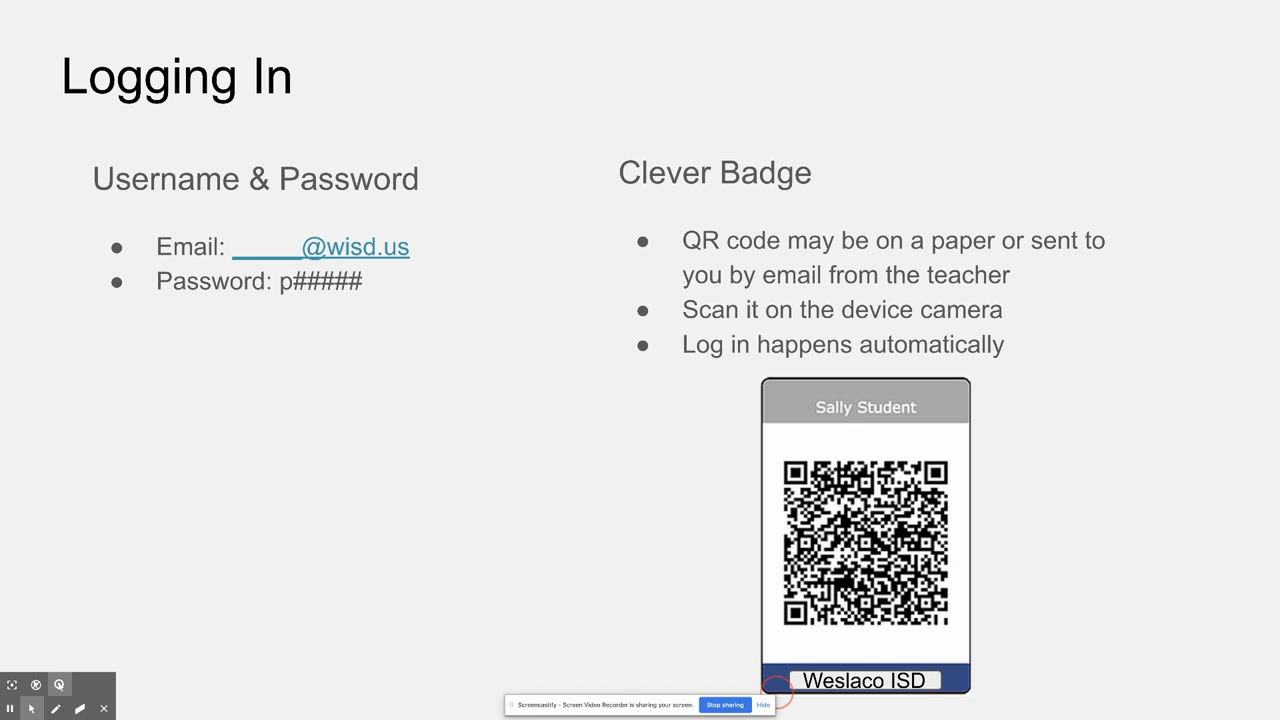 Logging In
Username & Password
● Email: _____@wisd.us
● Password: p#####
Clever Badge
● QR code may be on a paper or sent to
you by email from the teacher
● Scan it on the device camera
● Log in happens automatically
Sally Student
Weslaco ISD
Screencastify - Screen Video Recorder is sharing your screen. Stop sharing Hide